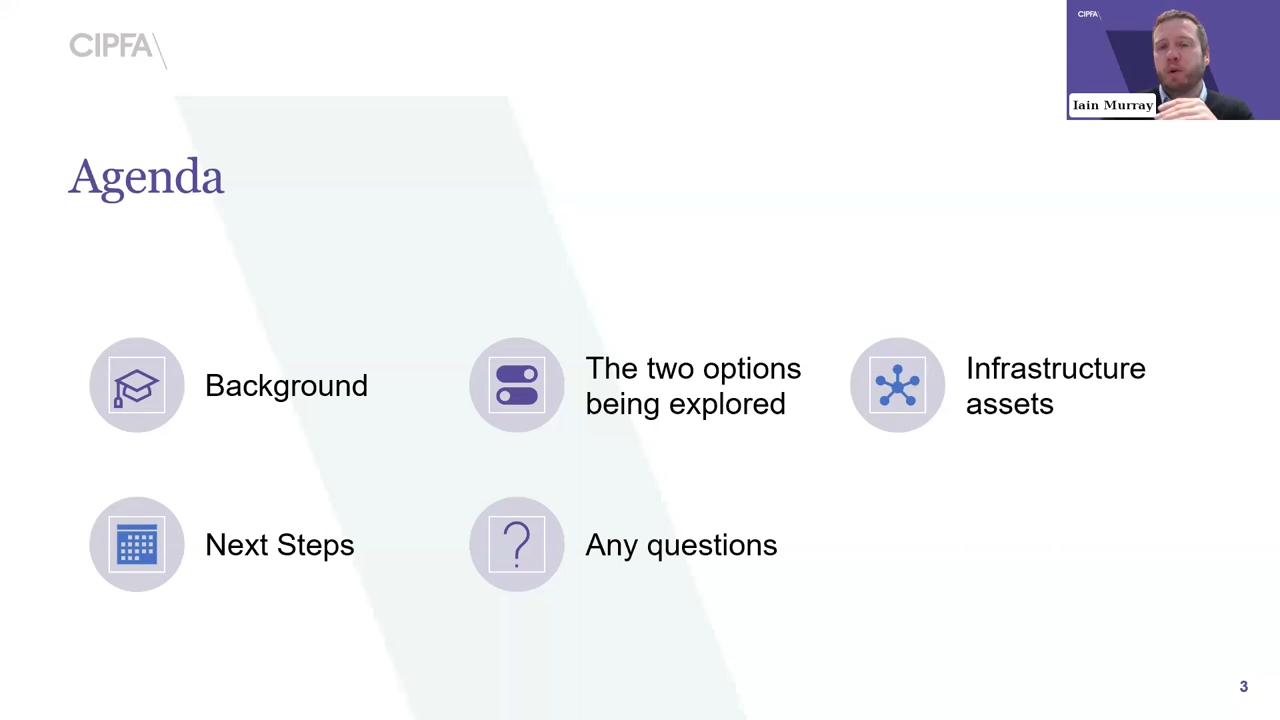 CIPFA
CIPFA
Iain Murray
Agenda
Background
The two options
being explored
Infrastructure
assets
Next Steps
?
Any questions
3